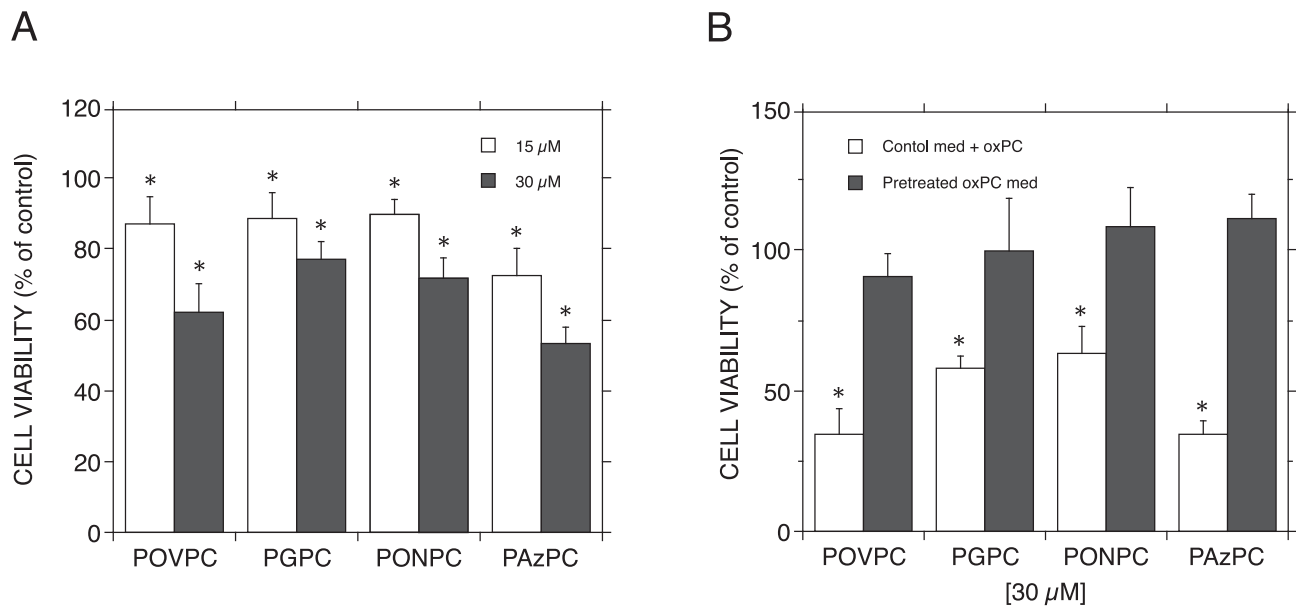 A
CELL VIABILITY (% of control)
120
100
80
60
40
20
0
15 µM
30 µM
* * * * * * * *
POVPC PGPC PONPC PAzPC
B
CELL VIABILITY (% of control)
150
100
50
0
Contol med + oxPC
Pretreated oxPC med
* * * *
POVPC PGPC PONPC PAzPC
[30 µM]